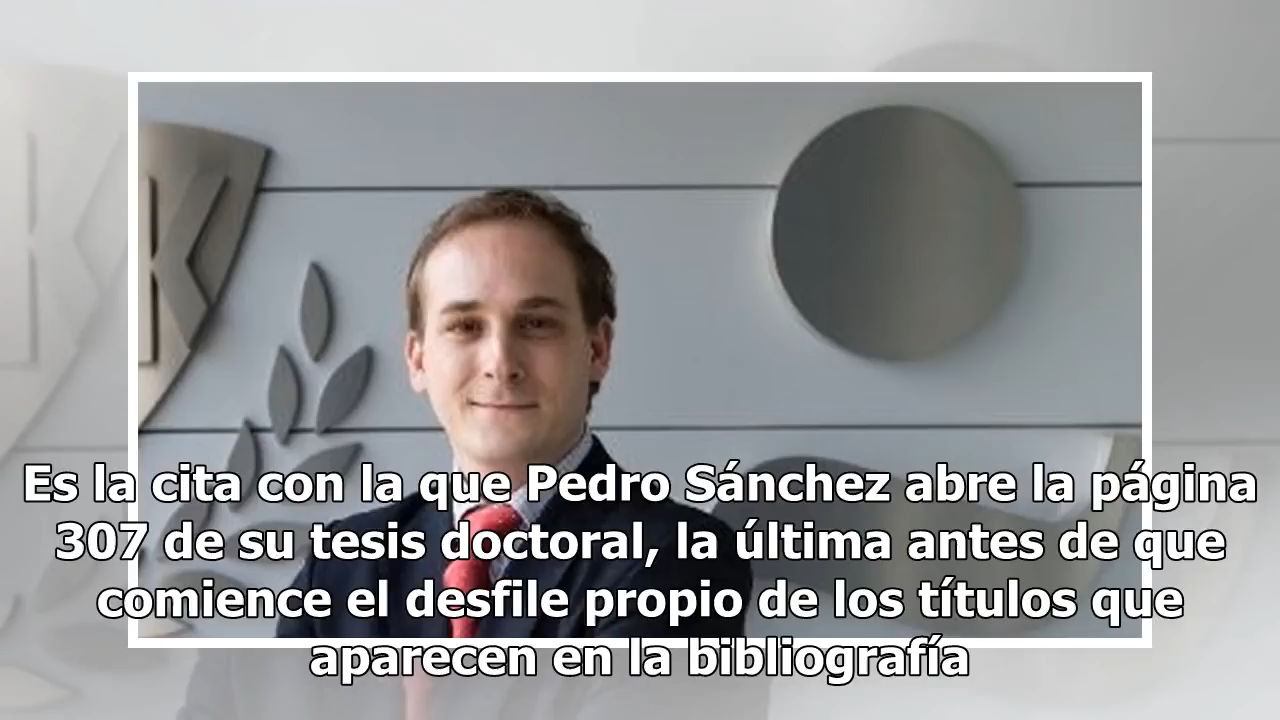 Es la cita con la que Pedro Sánchez abre la página
307 de su tesis doctoral, la última antes de que
comience el desfile propio de los títulos que
aparecen en la bibliografía